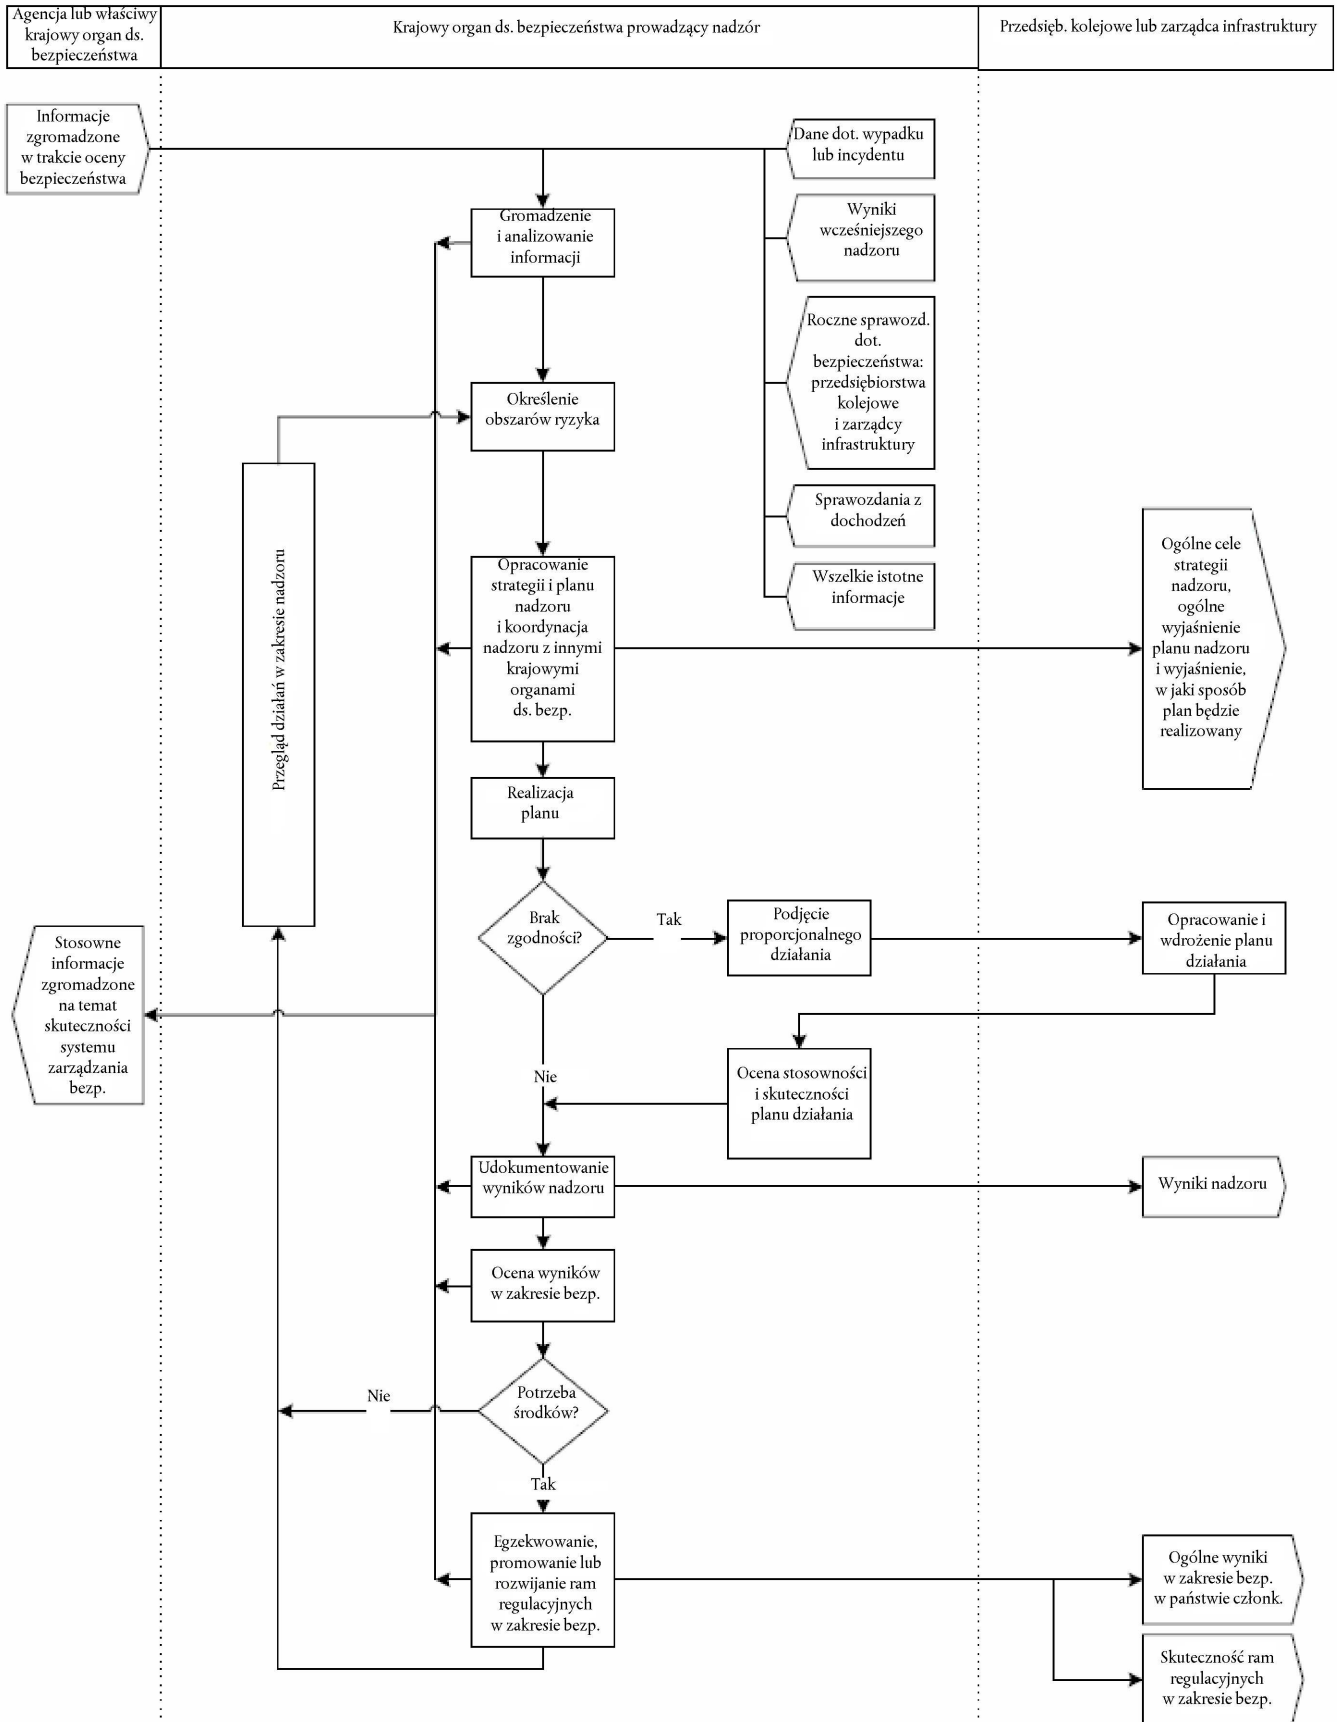 Agencja lub właściwy
krajowy organ ds.
bezpieczeństwa
Krajowy organ ds. bezpieczeństwa prowadzący nadzór
Przedsięb. kolejowe lub zarządca infrastruktury
Informacje
zgromadzone
w trakcie oceny
bezpieczeństwa
Dane dot. wypadku
lub incydentu
Gromadzenie
i analizowanie
informacji
Wyniki
wcześniejszego
nadzoru
Roczne sprawozd.
dot.
bezpieczeństwa:
przedsiębiorstwa
kolejowe
i zarządcy
infrastruktury
Określenie
obszarów ryzyka
Sprawozdania z
dochodzeń
Wszelkie istotne
informacje
Przegląd działań w zakresie nadzoru
Opracowanie
strategii i planu
nadzoru
i koordynacja
nadzoru z innymi
krajowymi
organami
ds. bezp.
Ogólne cele
strategii
nadzoru,
ogólne
wyjaśnienie
planu nadzoru
i wyjaśnienie,
w jaki sposób
plan będzie
realizowany
Realizacja
planu
Brak
zgodności?
Tak
Podjęcie
proporcjonalnego
działania
Opracowanie i
wdrożenie planu
działania
Stosowne
informacje
zgromadzone
na temat
skuteczności
systemu
zarządzania
bezp.
Nie
Ocena stosowności
i skuteczności
planu działania
Udokumentowanie
wyników nadzoru
Wyniki nadzoru
Ocena wyników
w zakresie bezp.
Potrzeba
środków?
Nie
Tak
Egzekwowanie,
promowanie lub
rozwijanie ram
regulacyjnych
w zakresie bezp.
Ogólne wyniki
w zakresie bezp.
w państwie członk.
Skuteczność ram
regulacyjnych
w zakresie bezp.